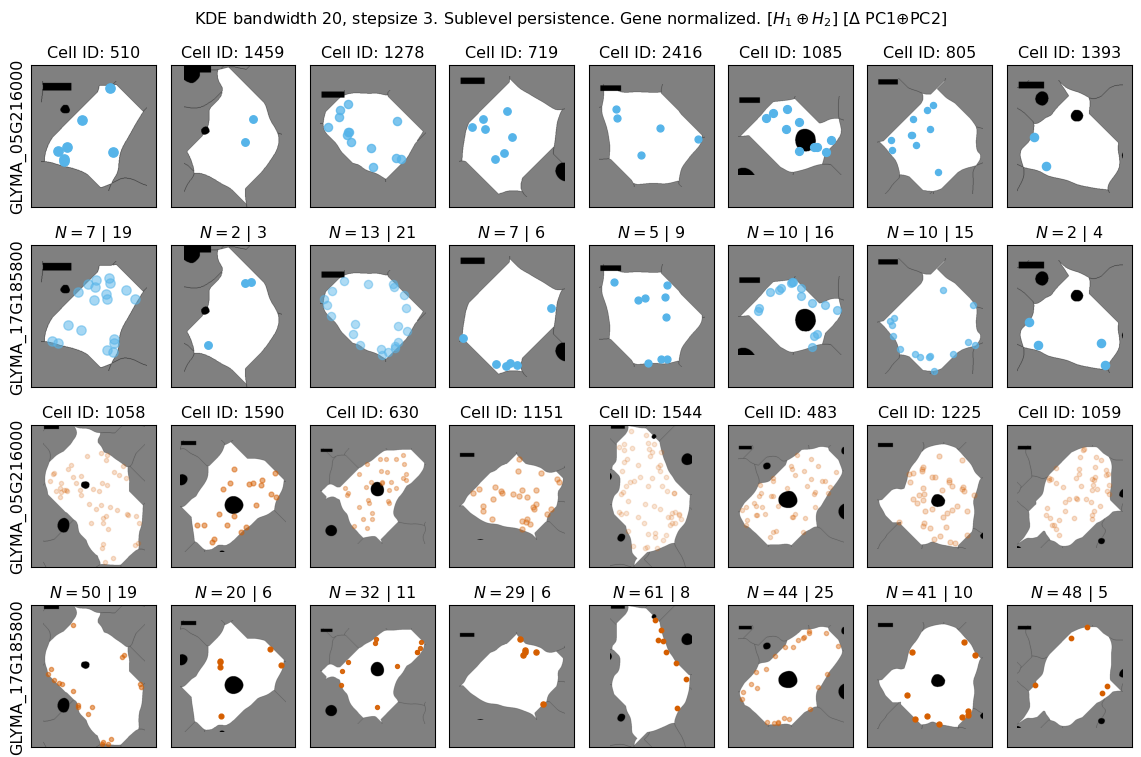 KDE bandwidth 20, stepsize 3. Sublevel persistence. Gene normalized. [H₁ ⊕ H₂] [Δ PC1⊕PC2]
Cell ID: 510 Cell ID: 1459 Cell ID: 1278 Cell ID: 719 Cell ID: 2416 Cell ID: 1085 Cell ID: 805 Cell ID: 1393
GLYMA_05G216000
N = 7 | 19 N = 2 | 3 N = 13 | 21 N = 7 | 6 N = 5 | 9 N = 10 | 16 N = 10 | 15 N = 2 | 4
GLYMA_17G185800
Cell ID: 1058 Cell ID: 1590 Cell ID: 630 Cell ID: 1151 Cell ID: 1544 Cell ID: 483 Cell ID: 1225 Cell ID: 1059
GLYMA_05G216000
N = 50 | 19 N = 20 | 6 N = 32 | 11 N = 29 | 6 N = 61 | 8 N = 44 | 25 N = 41 | 10 N = 48 | 5
GLYMA_17G185800